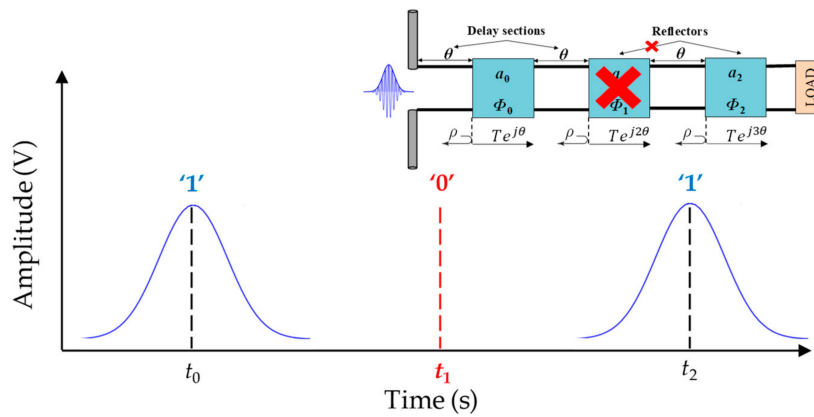 Delay sections Reflectors
θ θ θ
a₀ a a₂
Φ₀ Φ₁ Φ₂
LOAD
ρ Te^{jθ} ρ Te^{j2θ} ρ Te^{j3θ}
‘1’ ‘0’ ‘1’
Amplitude (V)
t₀ t₁ t₂
Time (s)